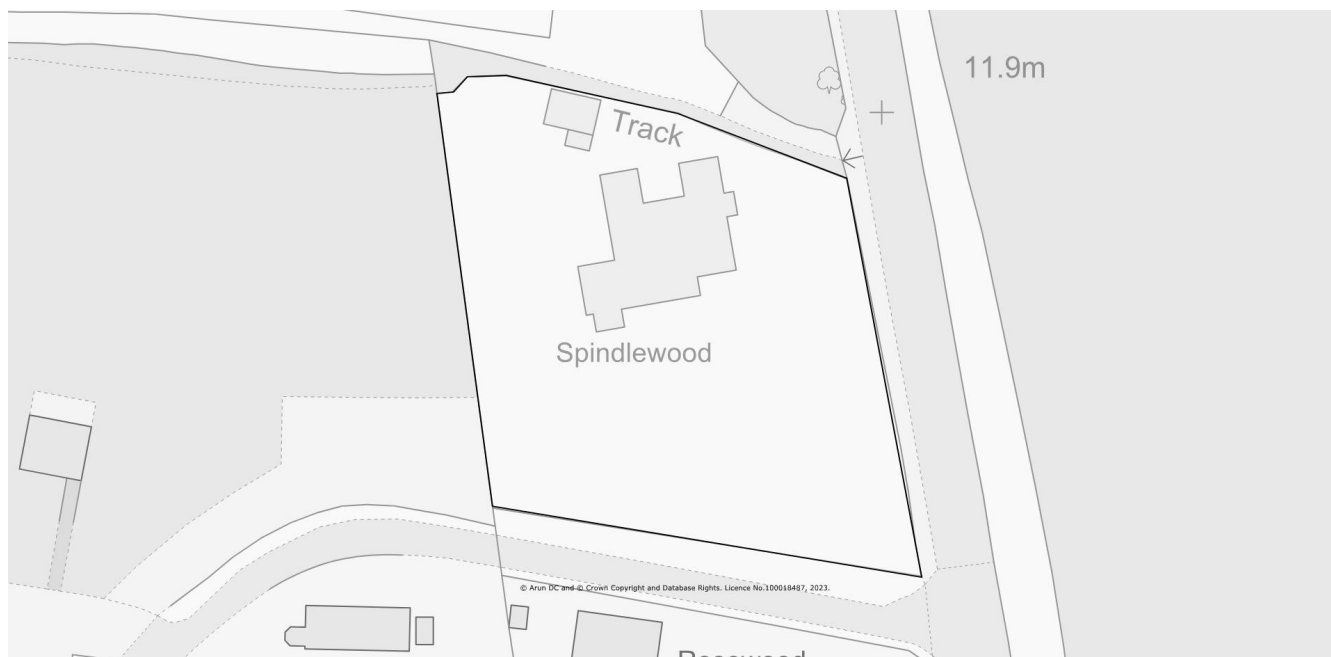 11.9m
Track
Spindlewood
© Arun DC and © Crown Copyright and Database Rights. Licence No.100018487, 2023.